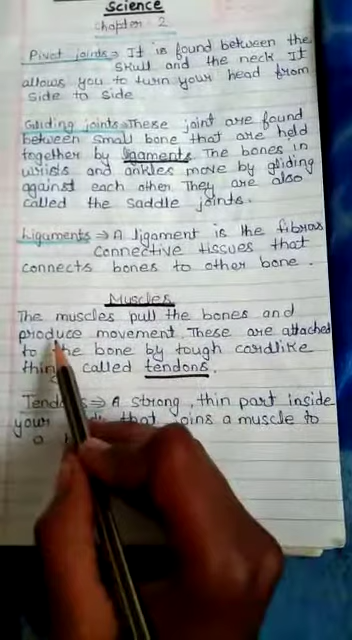 Science
Chapter - 2
Pivot joints ⇒ It is found between the
skull and the neck It
allows you to turn your head from
side to side
Gliding joints ⇒ These joint are found
between small bone that are held
together by ligaments The bones in
wrists and ankles move by gliding
against each other They are also
called the saddle joints.
Ligaments ⇒ A ligament is the fibrous
Connective tissues that
connects bones to other bone.
Muscles
The muscles pull the bones and
produce movement. These are attached
to the bone by tough cordlike
thing called tendons.
Tendons ⇒ A strong, thin part inside
your that joins a muscle to
a